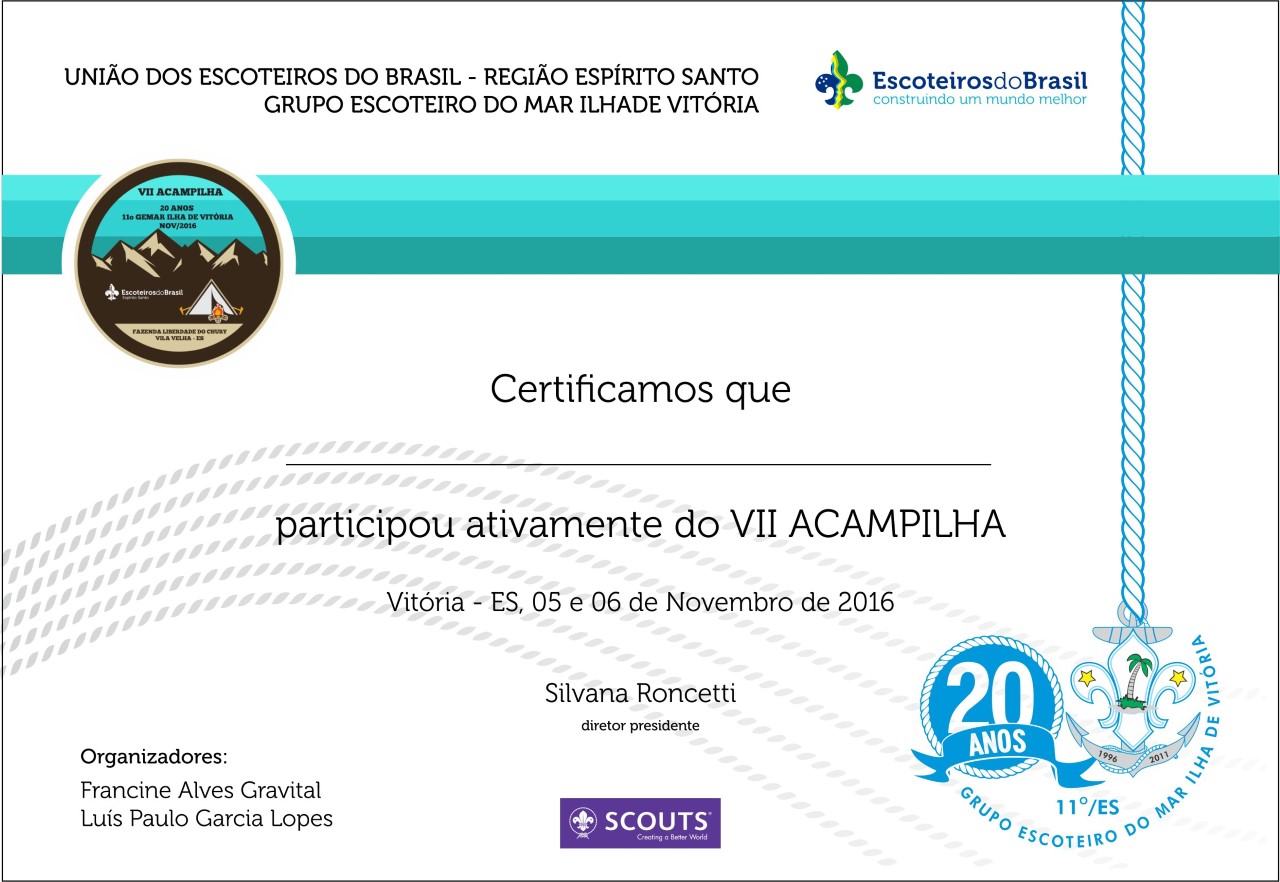 UNIÃO DOS ESCOTEIROS DO BRASIL - REGIÃO ESPÍRITO SANTO
GRUPO ESCOTEIRO DO MAR ILHADE VITÓRIA
EscoteirosdoBrasil
construindo um mundo melhor
VII ACAMPILHA
20 ANOS
11o GEMAR ILHA DE VITÓRIA
NOV/2016
EscoteirosdoBrasil
Espírito Santo
FAZENDA LIBERDADE DO CHURY
VILA VELHA - ES
Certificamos que
participou ativamente do VII ACAMPILHA
Vitória - ES, 05 e 06 de Novembro de 2016
Silvana Roncetti
diretor presidente
Organizadores:
Francine Alves Gravital
Luís Paulo Garcia Lopes
SCOUTS®
Creating a Better World
20
ANOS
1996 2011
11°/ES
GRUPO ESCOTEIRO DO MAR ILHA DE VITÓRIA